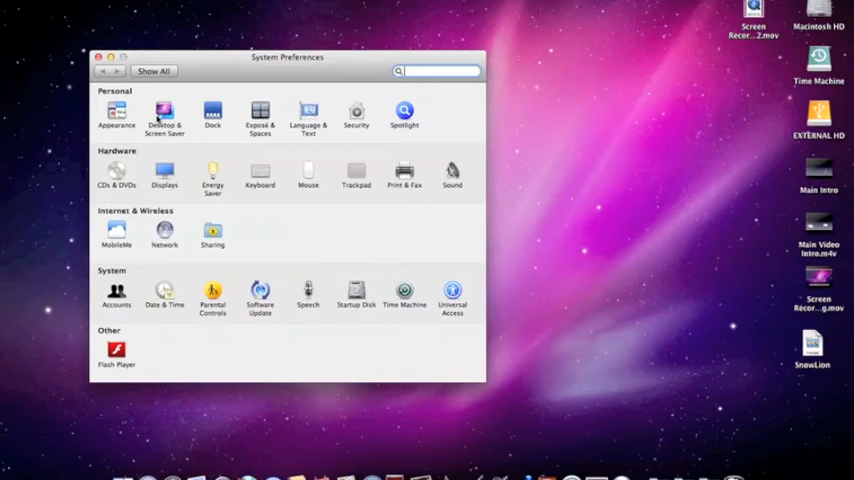 System Preferences
Show All
Personal
Appearance
Desktop &
Screen Saver
Dock
Exposé &
Spaces
Language &
Text
Security
Spotlight
Hardware
CDs & DVDs
Displays
Energy
Saver
Keyboard
Mouse
Trackpad
Print & Fax
Sound
Internet & Wireless
MobileMe
Network
Sharing
System
Accounts
Date & Time
Parental
Controls
Software
Update
Speech
Startup Disk
Time Machine
Universal
Access
Other
Flash Player
Screen
Recor...2.mov
Macintosh HD
Time Machine
EXTERNAL HD
Main Intro
Main Video
Intro.m4v
Screen
Recor...g.mov
SnowLion